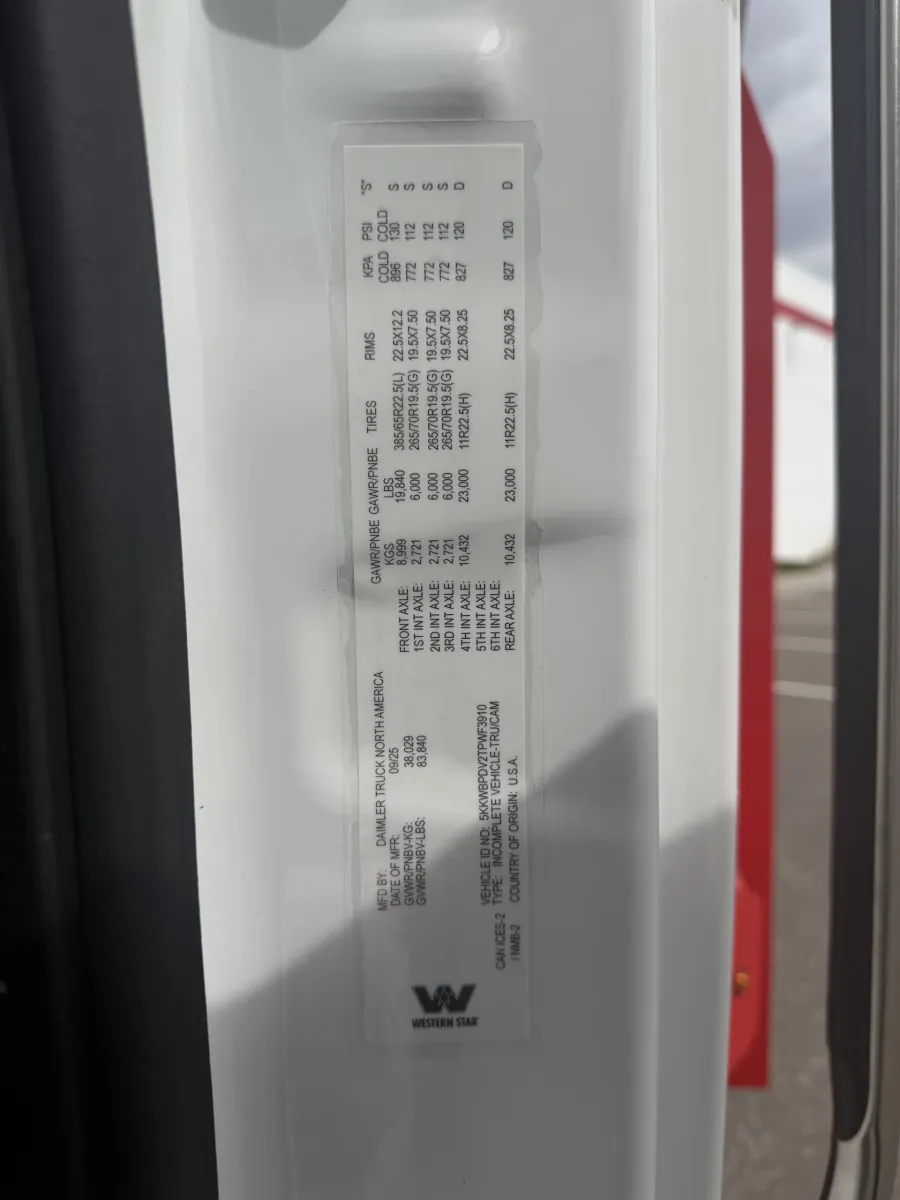 MFD BY: DAIMLER TRUCK NORTH AMERICA
DATE OF MFR: 09/25
GVWR/PNBV-KG: 38,029
GVWR/PNBV-LBS: 83,840
VEHICLE ID NO: 5KKWBPDV2TPWF3910
TYPE: INCOMPLETE VEHICLE-TRU/CAM
COUNTRY OF ORIGIN: U.S.A.
CAN ICES-2
/ NMB-2
WESTERN STAR
GAWR/PNBE GAWR/PNBE TIRES RIMS KPA PSI "S"
KGS LBS COLD COLD
FRONT AXLE: 8,999 19,840 385/65R22.5(L) 22.5X12.2 896 130 S
1ST INT AXLE: 2,721 6,000 265/70R19.5(G) 19.5X7.50 772 112 S
2ND INT AXLE: 2,721 6,000 265/70R19.5(G) 19.5X7.50 772 112 S
3RD INT AXLE: 2,721 6,000 265/70R19.5(G) 19.5X7.50 772 112 S
4TH INT AXLE: 10,432 23,000 11R22.5(H) 22.5X8.25 827 120 D
5TH INT AXLE:
6TH INT AXLE:
REAR AXLE: 10,432 23,000 11R22.5(H) 22.5X8.25 827 120 D